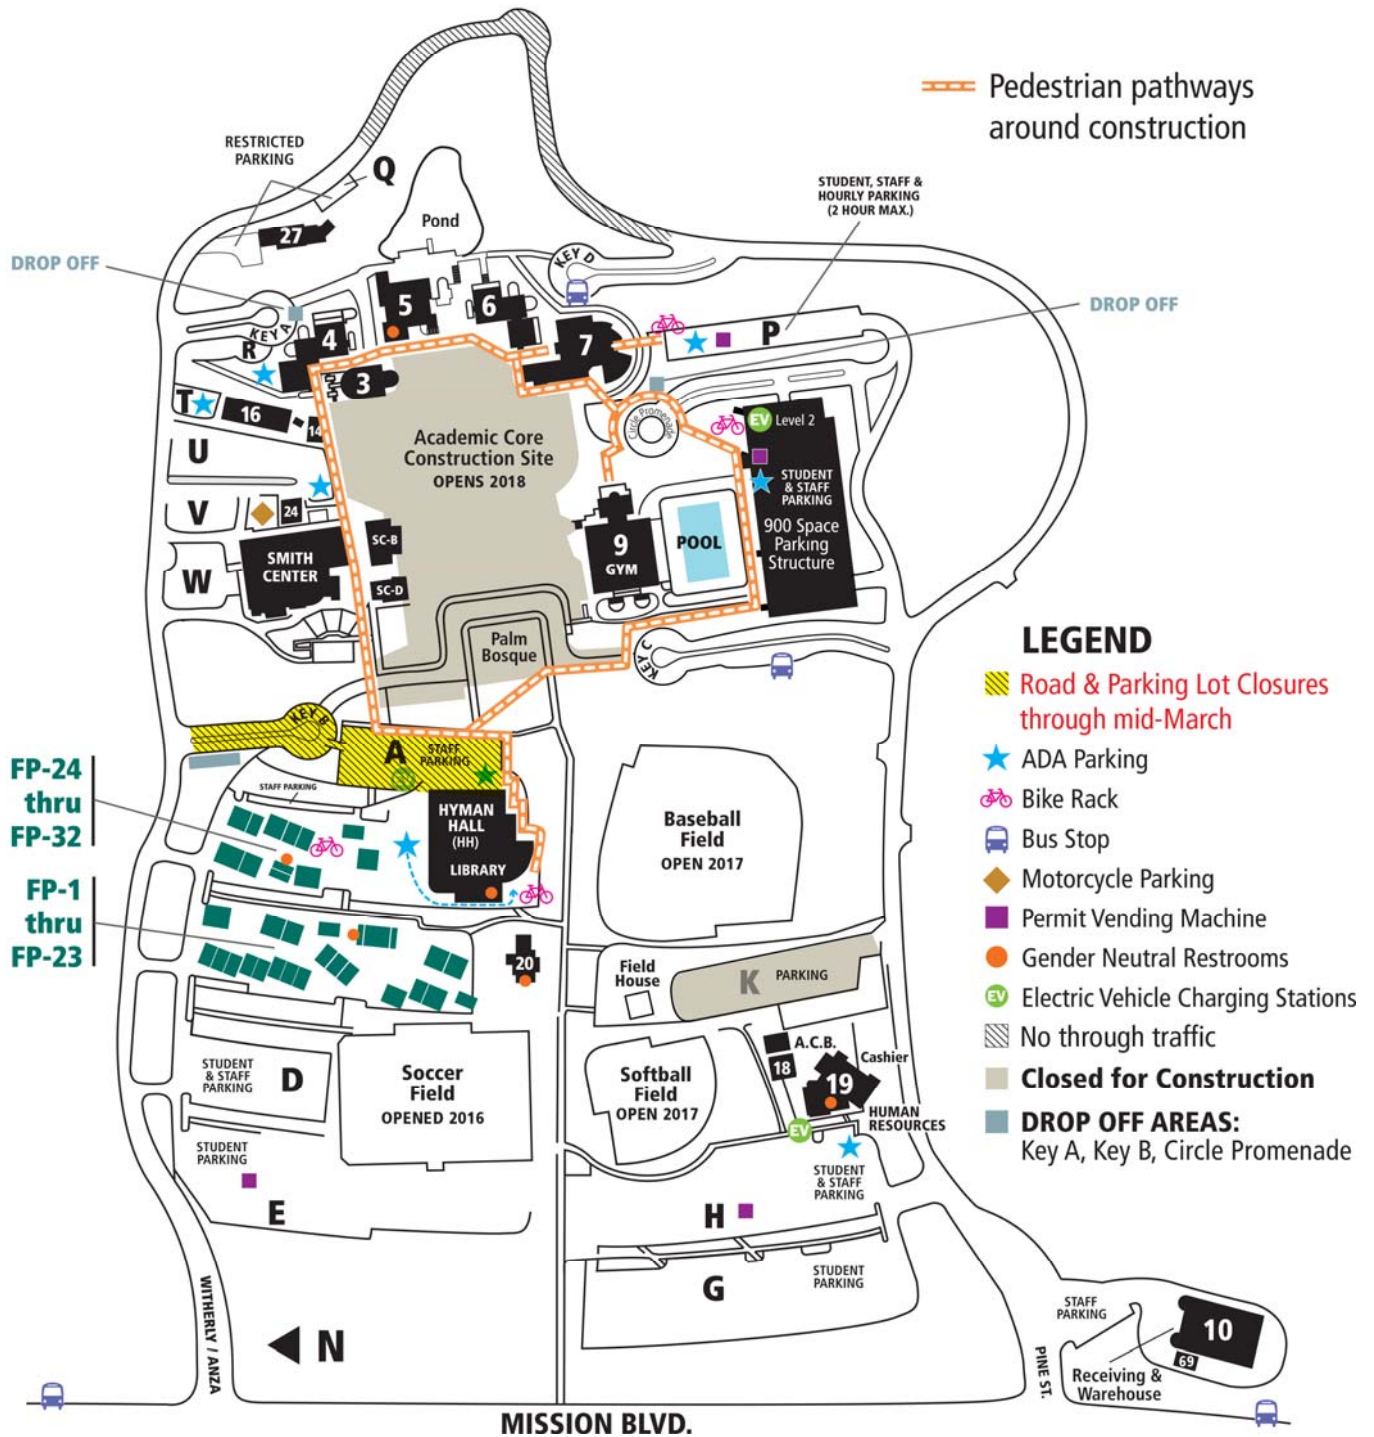 Pedestrian pathways
around construction
RESTRICTED
PARKING
Q
STUDENT, STAFF &
HOURLY PARKING
(2 HOUR MAX.)
Pond
27
DROP OFF
KEY D
KEY A
5
6
DROP OFF
R
4
7
P
3
T
16
14
Circle Promenade
EV
Level 2
U
Academic Core
Construction Site
OPENS 2018
STUDENT
& STAFF
PARKING
V
24
900 Space
Parking
Structure
SC-B
9
GYM
POOL
SMITH
CENTER
W
SC-D
Palm
Bosque
KEY C
LEGEND
Road & Parking Lot Closures
through mid-March
ADA Parking
Bike Rack
Bus Stop
Motorcycle Parking
Permit Vending Machine
Gender Neutral Restrooms
EV
Electric Vehicle Charging Stations
No through traffic
Closed for Construction
DROP OFF AREAS:
Key A, Key B, Circle Promenade
KEY B
A
STAFF
PARKING
FP-24
thru
FP-32
STAFF PARKING
HYMAN
HALL
(HH)
LIBRARY
Baseball
Field
OPEN 2017
FP-1
thru
FP-23
20
Field
House
K
PARKING
STUDENT
& STAFF
PARKING
D
Soccer
Field
OPENED 2016
Softball
Field
OPEN 2017
A.C.B.
18
Cashier
19
HUMAN
RESOURCES
EV
STUDENT
PARKING
STUDENT
& STAFF
PARKING
E
H
G
STUDENT
PARKING
WITHERLY / ANZA
N
STAFF
PARKING
10
69
PINE ST.
Receiving &
Warehouse
MISSION BLVD.